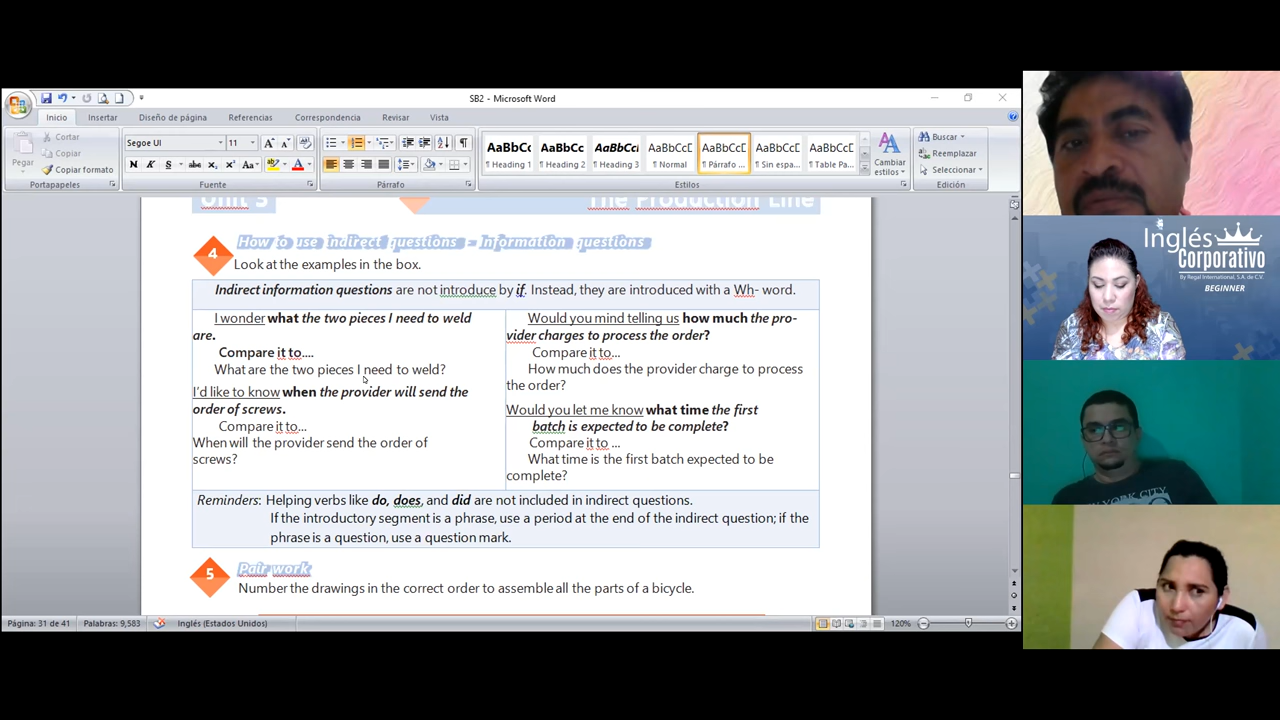 SB2 - Microsoft Word
Inicio
Insertar
Diseño de página
Referencias
Correspondencia
Revisar
Vista
Pegar
Cortar
Copiar
Copiar formato
Portapapeles
Segoe UI
11
Fuente
Párrafo
AaBbCc
¶ Heading 1
AaBbCc
¶ Heading 2
AaBbCc
¶ Heading 3
AaBbCcD
¶ Normal
AaBbCcD
¶ Párrafo ...
AaBbCcD
¶ Sin espa...
AaBbCcD
¶ Table Pa...
Cambiar
estilos
Estilos
Buscar
Reemplazar
Seleccionar
Edición
Unit 5
The Production Line
4
How to use indirect questions – Information questions
Look at the examples in the box.
Indirect information questions are not introduce by if. Instead, they are introduced with a Wh- word.
I wonder what the two pieces I need to weld
are.
Compare it to....
What are the two pieces I need to weld?
I'd like to know when the provider will send the
order of screws.
Compare it to...
When will the provider send the order of
screws?
Would you mind telling us how much the pro-
vider charges to process the order?
Compare it to...
How much does the provider charge to process
the order?
Would you let me know what time the first
batch is expected to be complete?
Compare it to ...
What time is the first batch expected to be
complete?
Reminders: Helping verbs like do, does, and did are not included in indirect questions.
If the introductory segment is a phrase, use a period at the end of the indirect question; if the
phrase is a question, use a question mark.
5
Pair work
Number the drawings in the correct order to assemble all the parts of a bicycle.
Página: 31 de 41
Palabras: 9,583
Inglés (Estados Unidos)
120%
Inglés
Corporativo
By Regal International, S.A. de C.V.
BEGINNER
NEW YORK CITY